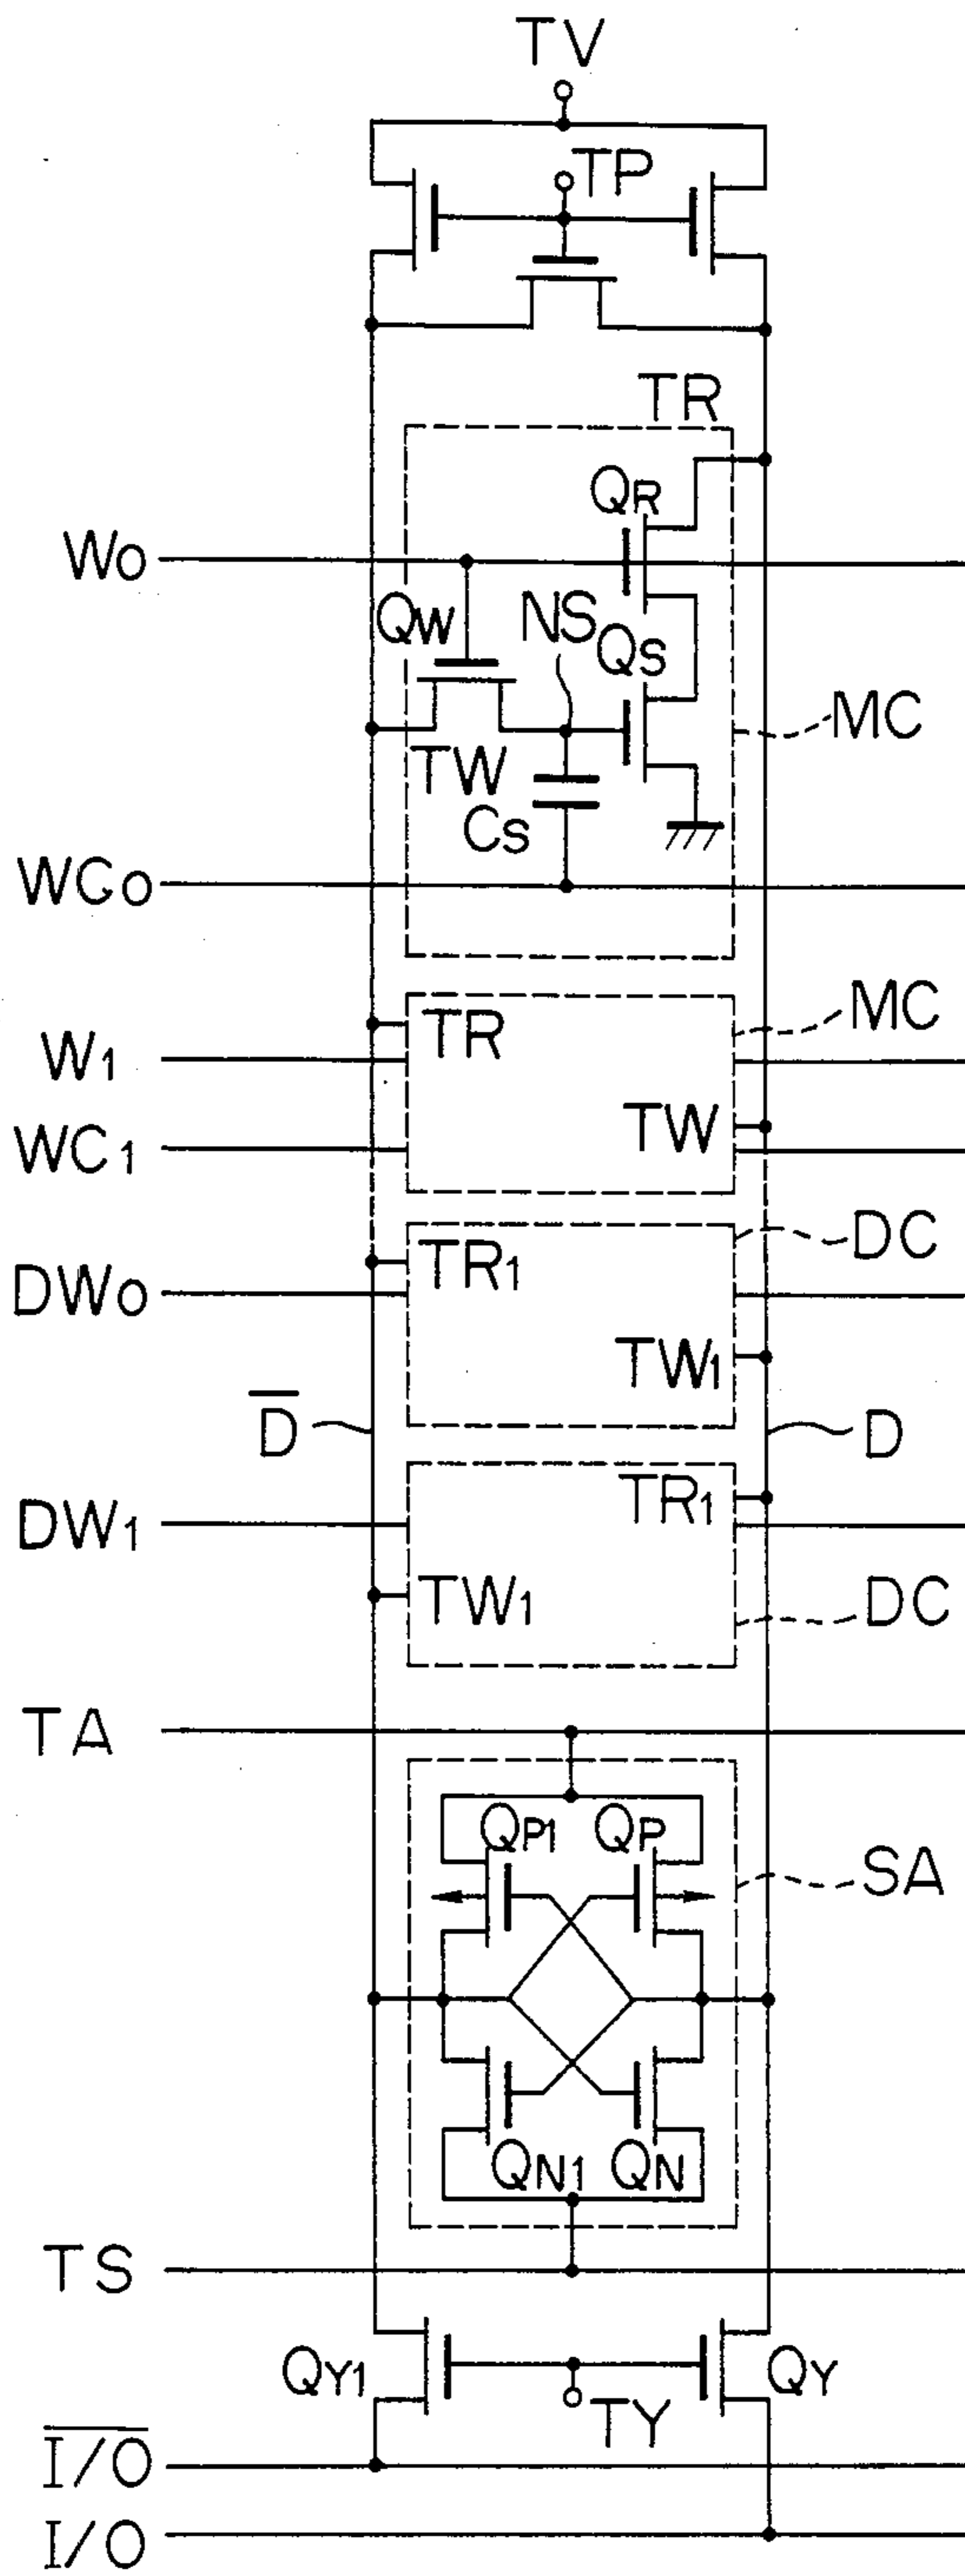 TV
TP
TR
QR
W0
QW
NS
QS
MC
TW
CS
WC0
TR
MC
W1
TW
WC1
DC
TR1
DW0
TW1
D̅
D
TR1
DW1
TW1
DC
TA
QP1
QP
SA
QN1
QN
TS
QY1
QY
TY
I̅/̅O̅
I/O